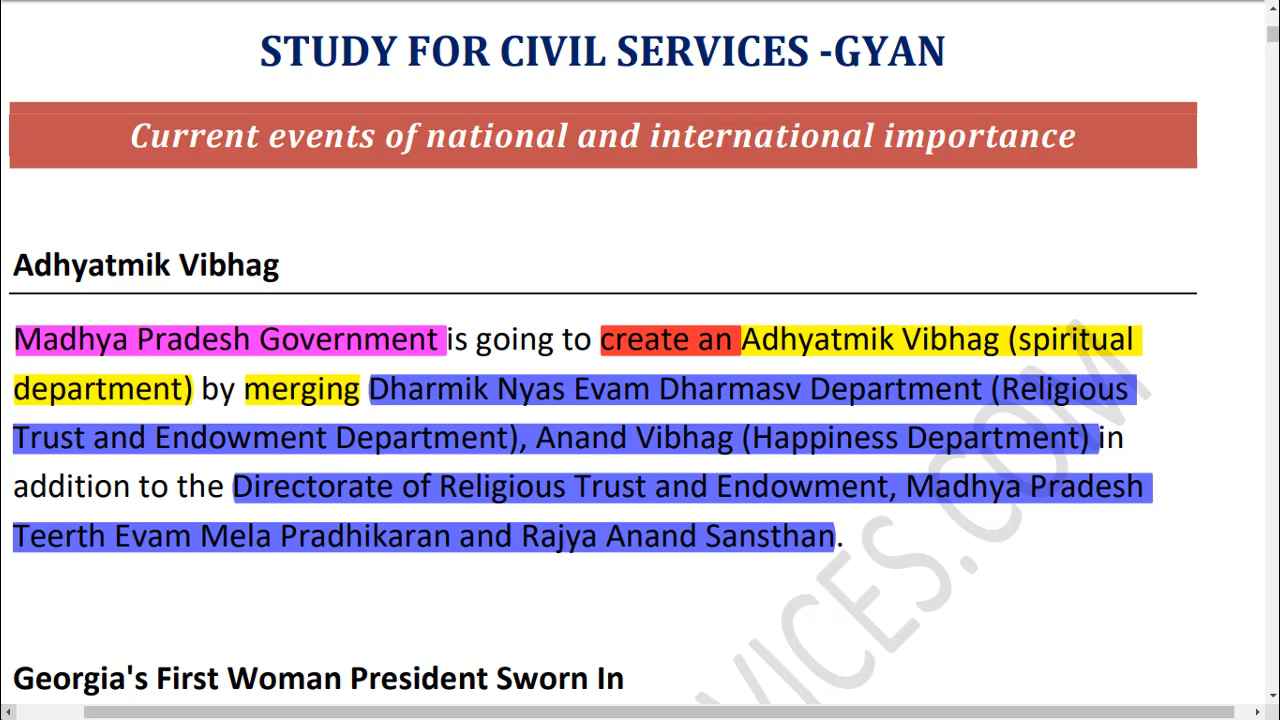 STUDY FOR CIVIL SERVICES -GYAN
Current events of national and international importance
Adhyatmik Vibhag
Madhya Pradesh Government is going to create an Adhyatmik Vibhag (spiritual
department) by merging Dharmik Nyas Evam Dharmasv Department (Religious
Trust and Endowment Department), Anand Vibhag (Happiness Department) in
addition to the Directorate of Religious Trust and Endowment, Madhya Pradesh
Teerth Evam Mela Pradhikaran and Rajya Anand Sansthan.
VICES.COM
Georgia's First Woman President Sworn In